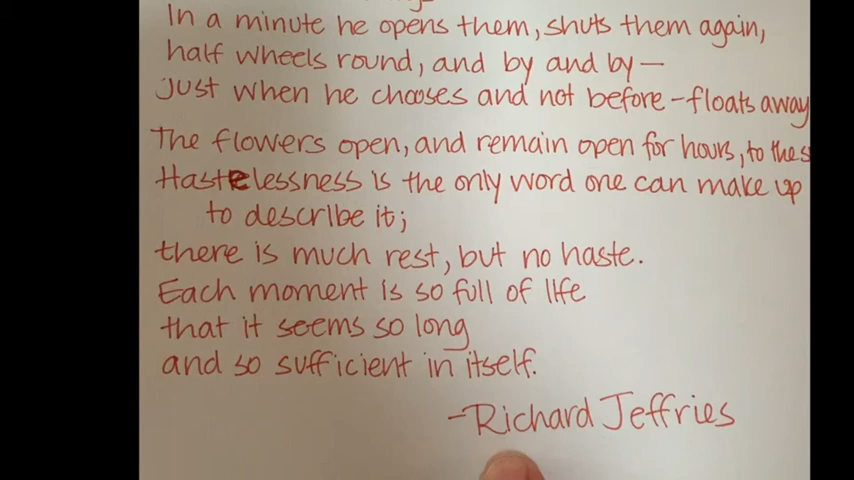 In a minute he opens them, shuts them again,
half wheels round, and by and by—
just when he chooses and not before – floats away
The flowers open, and remain open for hours, to the s
Hastelessness is the only word one can make up
to describe it;
there is much rest, but no haste.
Each moment is so full of life
that it seems so long
and so sufficient in itself.
–Richard Jeffries